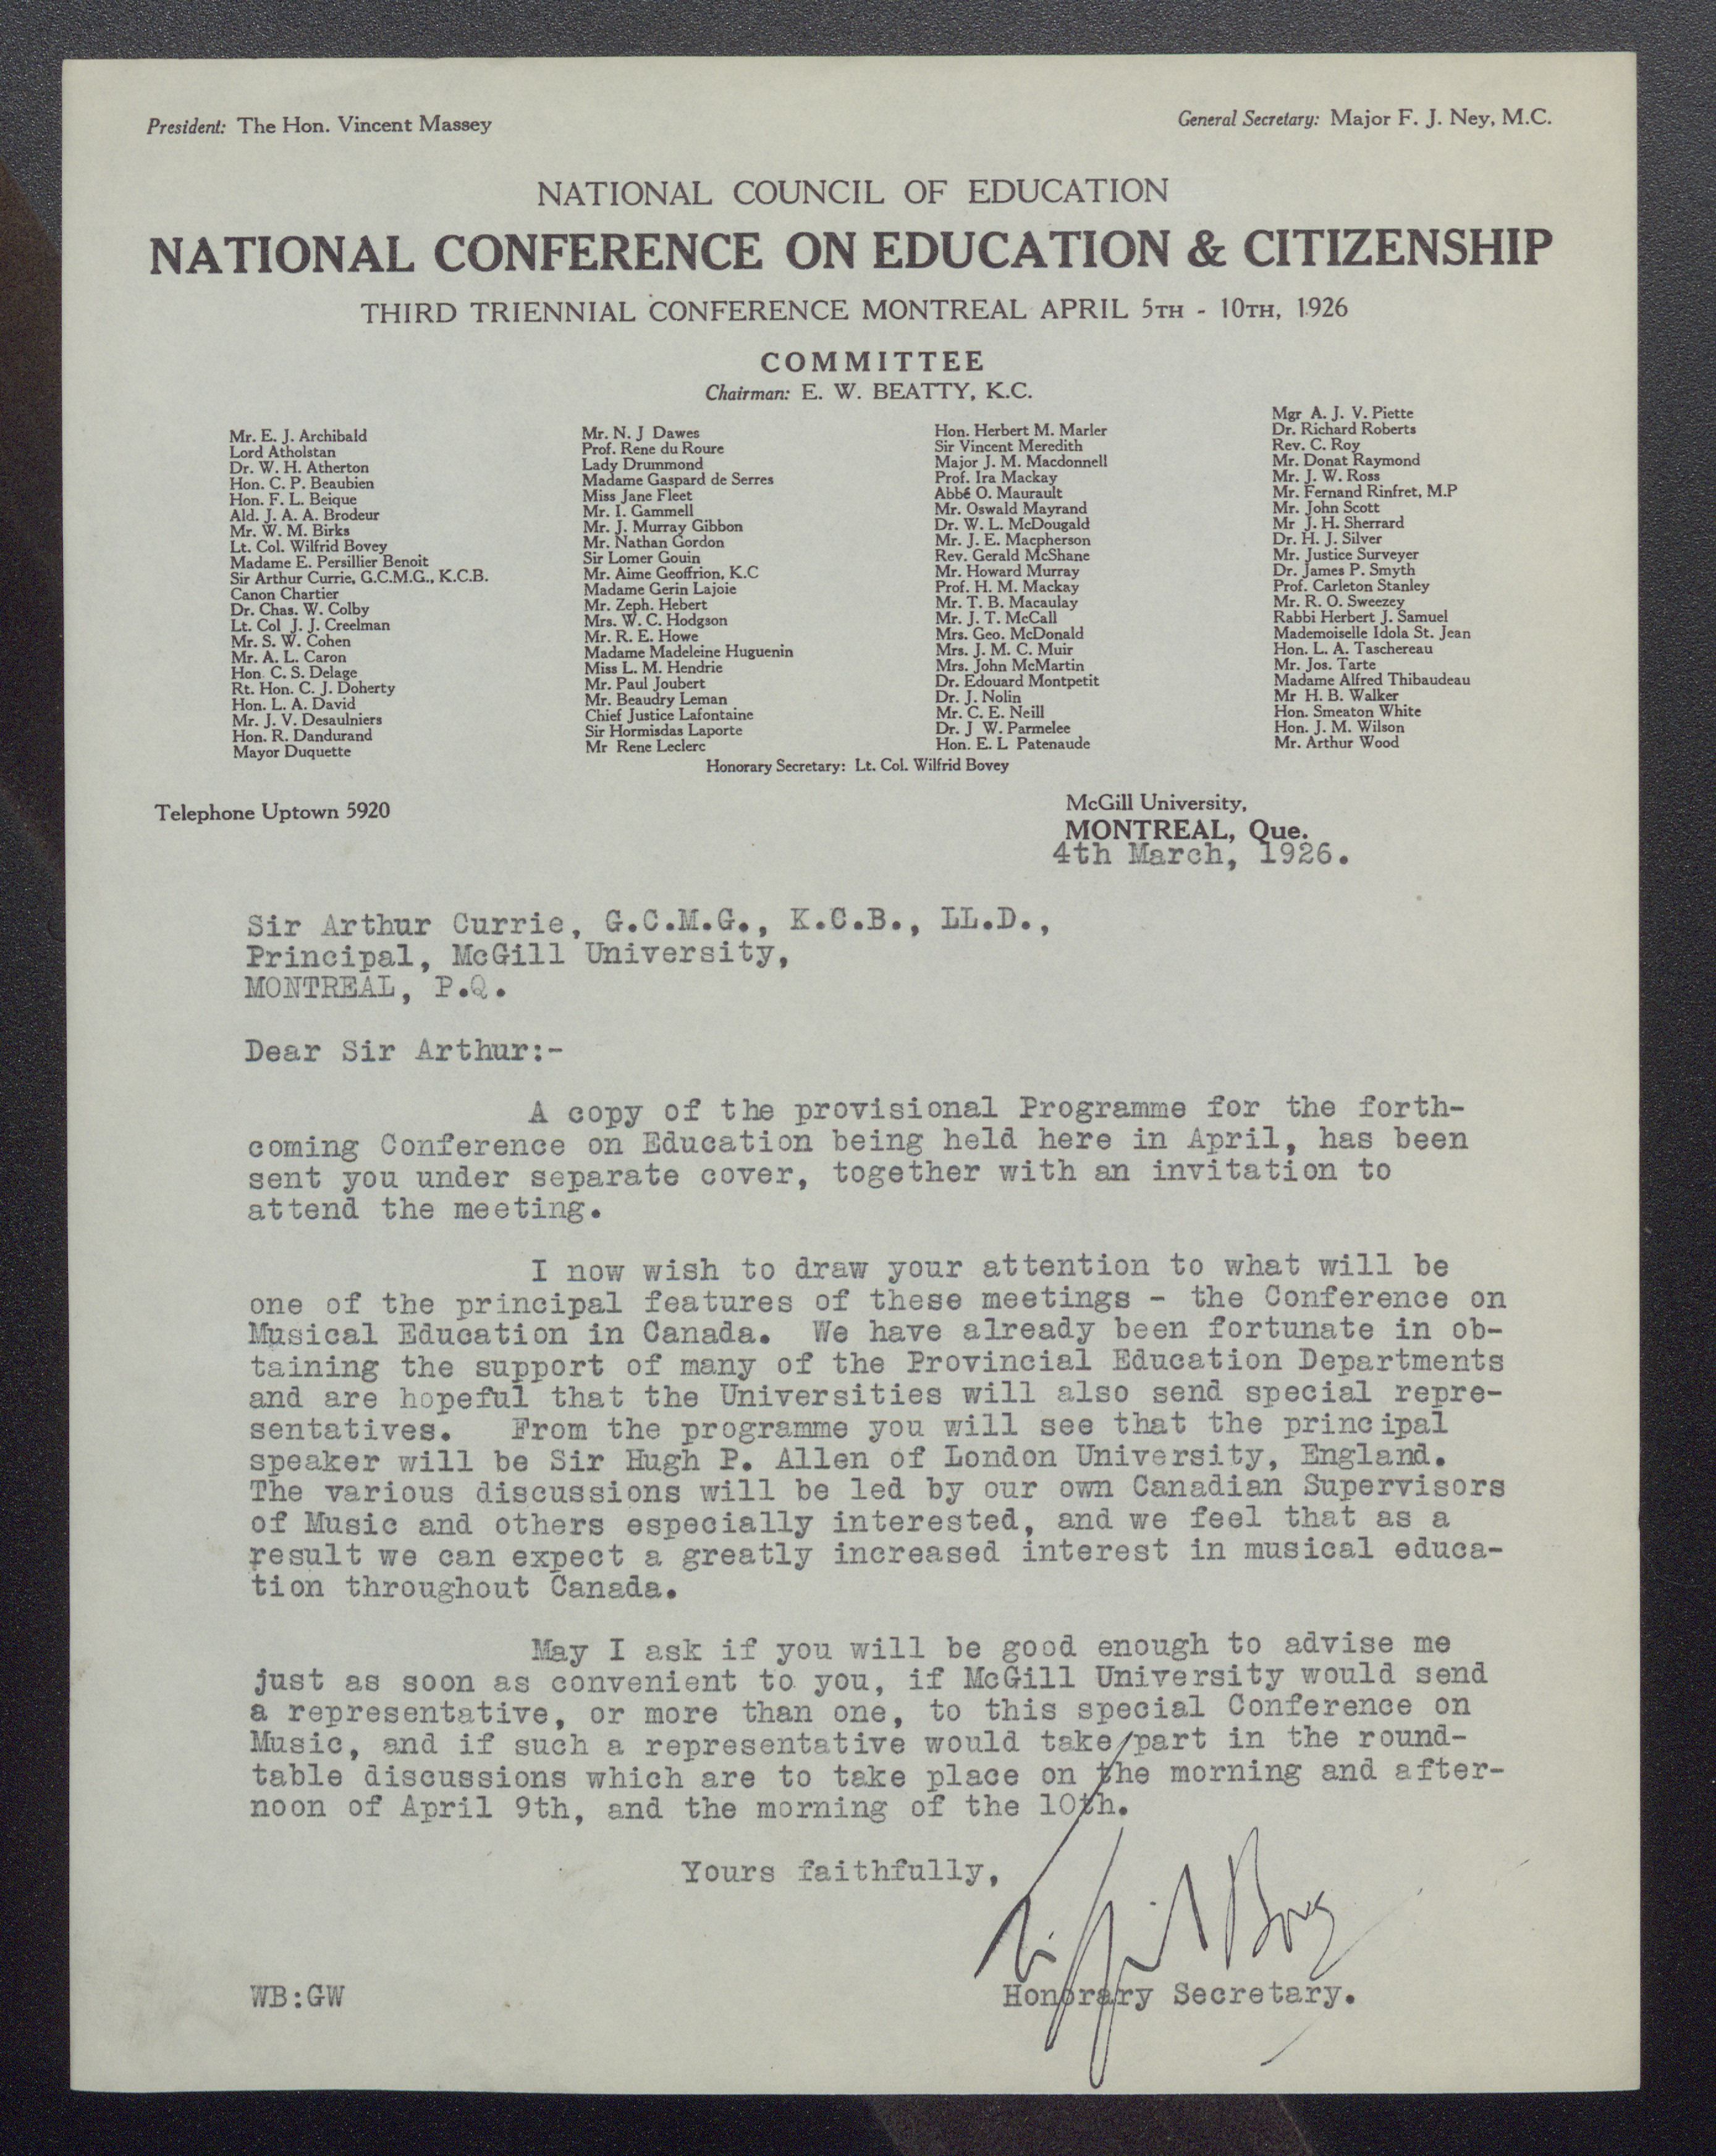 President: The Hon. Vincent Massey
General Secretary: Major F. J. Ney, M.C.
NATIONAL COUNCIL OF EDUCATION
NATIONAL CONFERENCE ON EDUCATION & CITIZENSHIP
THIRD TRIENNIAL CONFERENCE MONTREAL APRIL 5TH - 10TH, 1926
COMMITTEE
Chairman: E. W. BEATTY, K.C.
Mr. E. J. Archibald
Lord Atholstan
Dr. W. H. Atherton
Hon. C. P. Beaubien
Hon. F. L. Beique
Ald. J. A. A. Brodeur
Mr. W. M. Birks
Lt. Col. Wilfrid Bovey
Madame E. Persillier Benoit
Sir Arthur Currie, G.C.M.G., K.C.B.
Canon Chartier
Dr. Chas. W. Colby
Lt. Col J. J. Creelman
Mr. S. W. Cohen
Mr. A. L. Caron
Hon. C. S. Delage
Rt. Hon. C. J. Doherty
Hon. L. A. David
Mr. J. V. Desaulniers
Hon. R. Dandurand
Mayor Duquette
Mr. N. J Dawes
Prof. Rene du Roure
Lady Drummond
Madame Gaspard de Serres
Miss Jane Fleet
Mr. I. Gammell
Mr. J. Murray Gibbon
Mr. Nathan Gordon
Sir Lomer Gouin
Mr. Aime Geoffrion, K.C
Madame Gerin Lajoie
Mr. Zeph. Hebert
Mrs. W. C. Hodgson
Mr. R. E. Howe
Madame Madeleine Huguenin
Miss L. M. Hendrie
Mr. Paul Joubert
Mr. Beaudry Leman
Chief Justice Lafontaine
Sir Hormisdas Laporte
Mr Rene Leclerc
Hon. Herbert M. Marler
Sir Vincent Meredith
Major J. M. Macdonnell
Prof. Ira Mackay
Abbé O. Maurault
Mr. Oswald Mayrand
Dr. W. L. McDougald
Mr. J. E. Macpherson
Rev. Gerald McShane
Mr. Howard Murray
Prof. H. M. Mackay
Mr. T. B. Macaulay
Mr. J. T. McCall
Mrs. Geo. McDonald
Mrs. J. M. C. Muir
Mrs. John McMartin
Dr. Edouard Montpetit
Dr. J. Nolin
Mr. C. E. Neill
Dr. J W. Parmelee
Hon. E. L Patenaude
Mgr A. J. V. Piette
Dr. Richard Roberts
Rev. C. Roy
Mr. Donat Raymond
Mr. J. W. Ross
Mr. Fernand Rinfret, M.P
Mr. John Scott
Mr J. H. Sherrard
Dr. H. J. Silver
Mr. Justice Surveyer
Dr. James P. Smyth
Prof. Carleton Stanley
Mr. R. O. Sweezey
Rabbi Herbert J. Samuel
Mademoiselle Idola St. Jean
Hon. L. A. Taschereau
Mr. Jos. Tarte
Madame Alfred Thibaudeau
Mr H. B. Walker
Hon. Smeaton White
Hon. J. M. Wilson
Mr. Arthur Wood
Honorary Secretary: Lt. Col. Wilfrid Bovey
Telephone Uptown 5920
McGill University,
MONTREAL, Que.
4th March, 1926.
Sir Arthur Currie, G.C.M.G., K.C.B., LL.D.,
Principal, McGill University,
MONTREAL, P.Q.
Dear Sir Arthur:-
A copy of the provisional Programme for the forth-
coming Conference on Education being held here in April, has been
sent you under separate cover, together with an invitation to
attend the meeting.
I now wish to draw your attention to what will be
one of the principal features of these meetings - the Conference on
Musical Education in Canada. We have already been fortunate in ob-
taining the support of many of the Provincial Education Departments
and are hopeful that the Universities will also send special repre-
sentatives. From the programme you will see that the principal
speaker will be Sir Hugh P. Allen of London University, England.
The various discussions will be led by our own Canadian Supervisors
of Music and others especially interested, and we feel that as a
result we can expect a greatly increased interest in musical educa-
tion throughout Canada.
May I ask if you will be good enough to advise me
just as soon as convenient to you, if McGill University would send
a representative, or more than one, to this special Conference on
Music, and if such a representative would take part in the round-
table discussions which are to take place on the morning and after-
noon of April 9th, and the morning of the 10th.
Yours faithfully,
Wilfrid Bovey
Honorary Secretary.
WB:GW